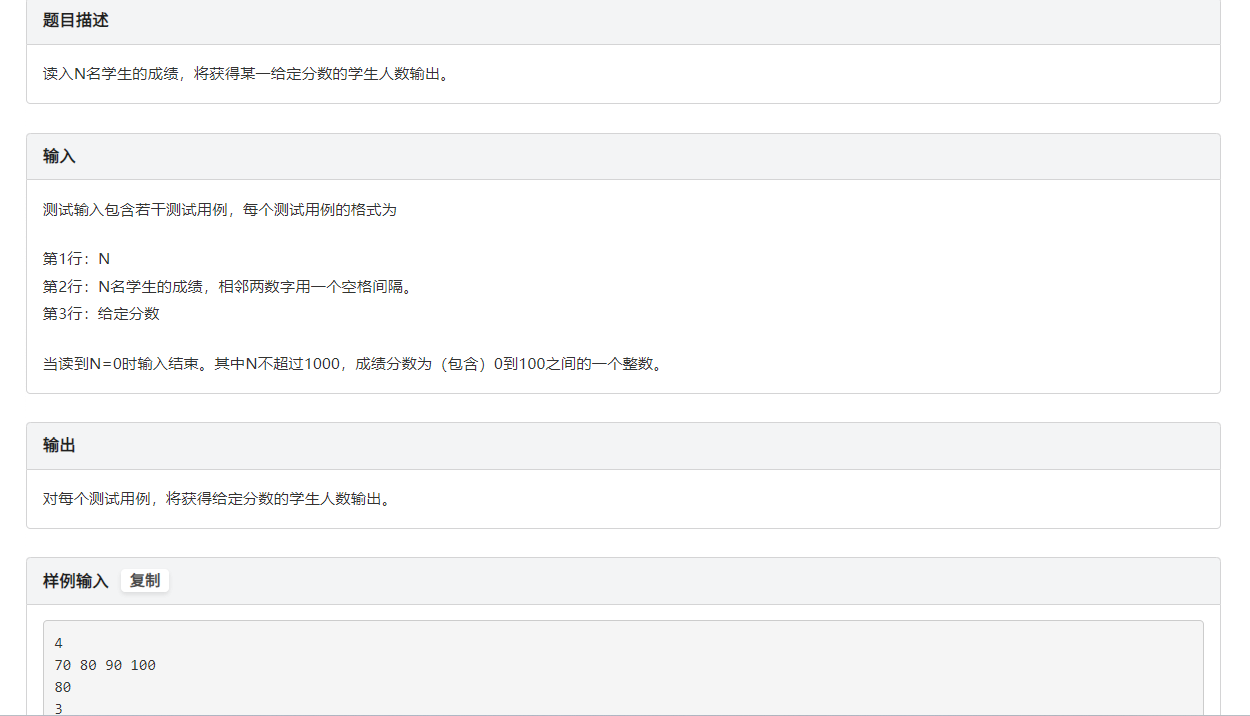 题目描述
读入N名学生的成绩，将获得某一给定分数的学生人数输出。
输入
测试输入包含若干测试用例，每个测试用例的格式为
第1行：N
第2行：N名学生的成绩，相邻两数字用一个空格间隔。
第3行：给定分数
当读到N=0时输入结束。其中N不超过1000，成绩分数为（包含）0到100之间的一个整数。
输出
对每个测试用例，将获得给定分数的学生人数输出。
样例输入 复制
4
70 80 90 100
80
3